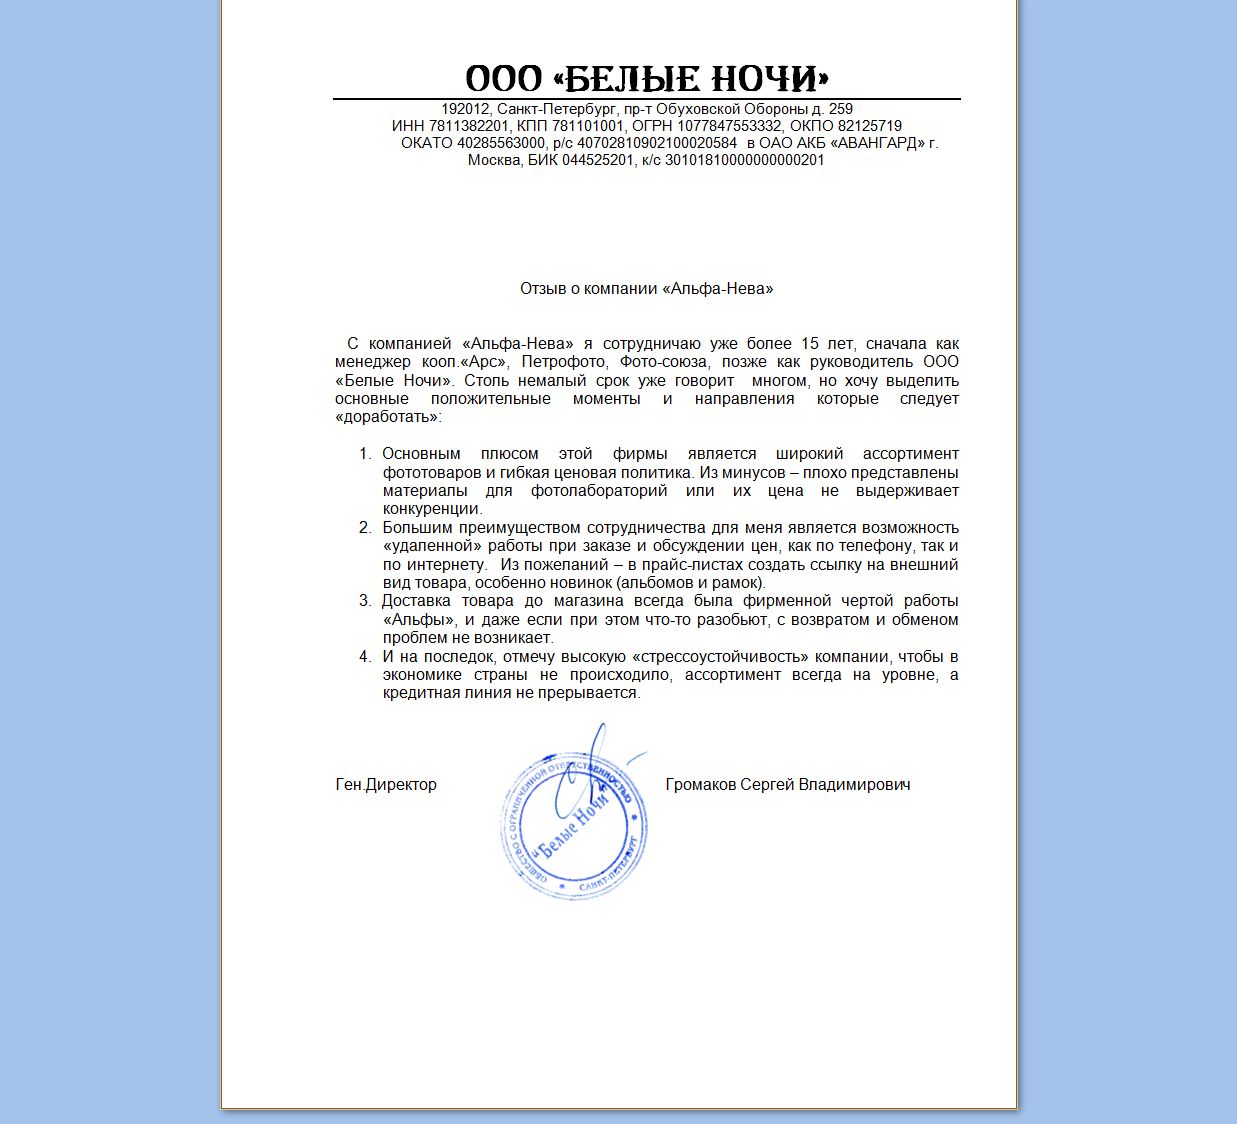 ООО «БЕЛЫЕ НОЧИ»
192012, Санкт-Петербург, пр-т Обуховской Обороны д. 259
ИНН 7811382201, КПП 781101001, ОГРН 1077847553332, ОКПО 82125719
ОКАТО 40285563000, р/с 40702810902100020584 в ОАО АКБ «АВАНГАРД» г.
Москва, БИК 044525201, к/с 30101810000000000201
Отзыв о компании «Альфа-Нева»
С компанией «Альфа-Нева» я сотрудничаю уже более 15 лет, сначала как
менеджер кооп.«Арс», Петрофото, Фото-союза, позже как руководитель ООО
«Белые Ночи». Столь немалый срок уже говорит многом, но хочу выделить
основные положительные моменты и направления которые следует
«доработать»:
1. Основным плюсом этой фирмы является широкий ассортимент
фототоваров и гибкая ценовая политика. Из минусов – плохо представлены
материалы для фотолабораторий или их цена не выдерживает
конкуренции.
2. Большим преимуществом сотрудничества для меня является возможность
«удаленной» работы при заказе и обсуждении цен, как по телефону, так и
по интернету. Из пожеланий – в прайс-листах создать ссылку на внешний
вид товара, особенно новинок (альбомов и рамок).
3. Доставка товара до магазина всегда была фирменной чертой работы
«Альфы», и даже если при этом что-то разобьют, с возвратом и обменом
проблем не возникает.
4. И на последок, отмечу высокую «стрессоустойчивость» компании, чтобы в
экономике страны не происходило, ассортимент всегда на уровне, а
кредитная линия не прерывается.
Ген.Директор
Громаков Сергей Владимирович
ОБЩЕСТВО С ОГРАНИЧЕННОЙ ОТВЕТСТВЕННОСТЬЮ
"Белые Ночи"
* САНКТ-ПЕТЕРБУРГ *